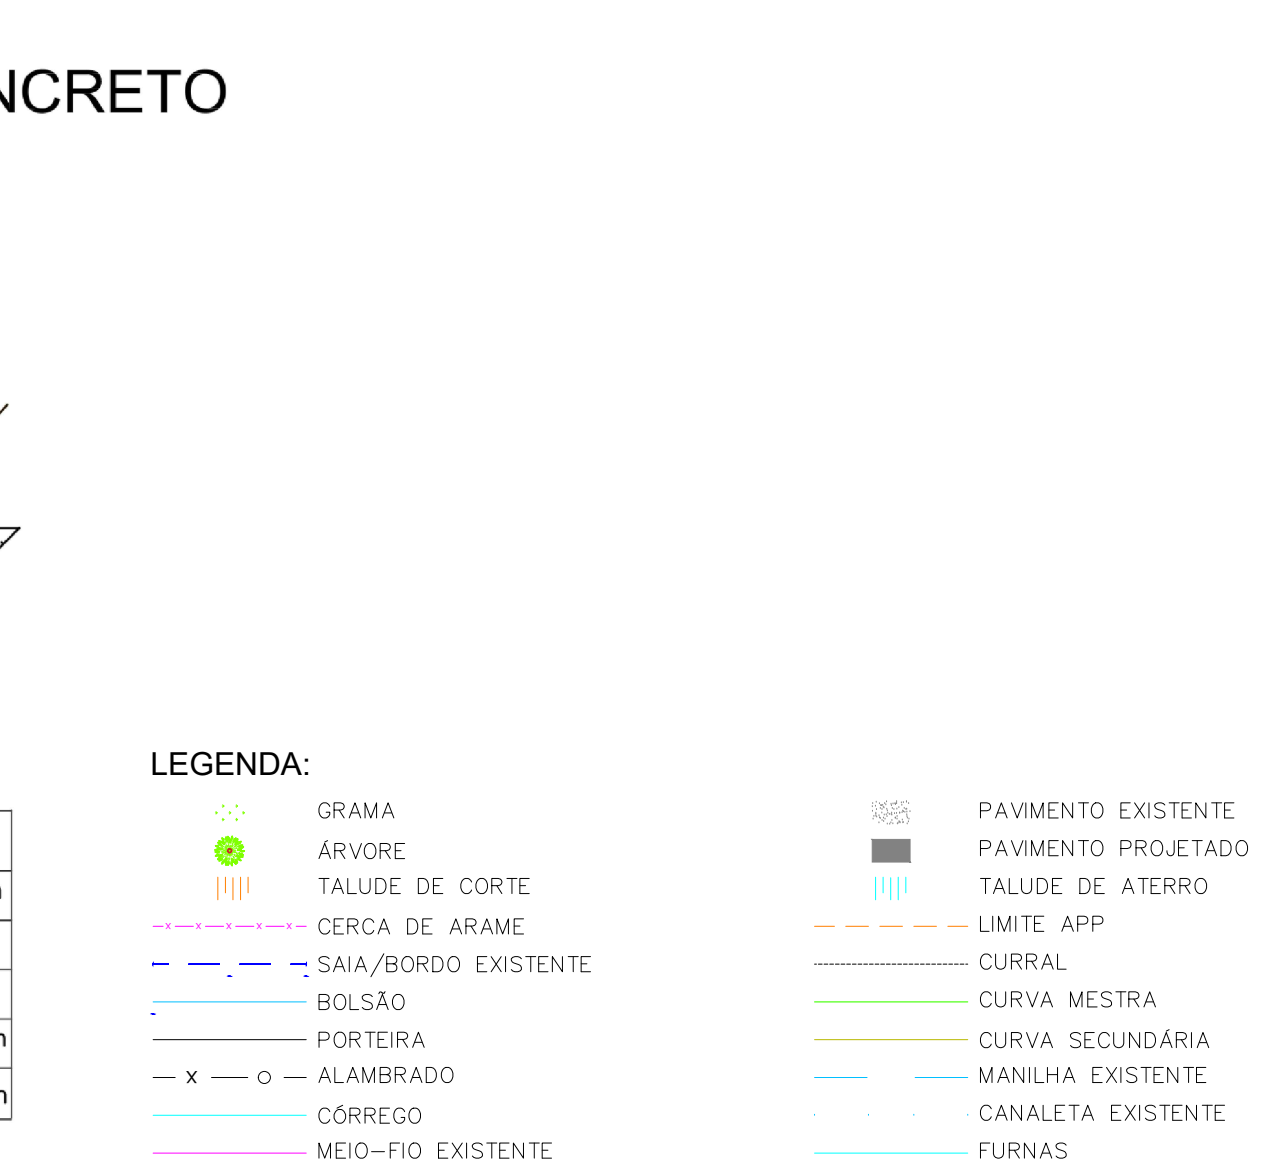 NCRETO
LEGENDA:
GRAMA
ÁRVORE
TALUDE DE CORTE
CERCA DE ARAME
SAIA/BORDO EXISTENTE
BOLSÃO
PORTEIRA
ALAMBRADO
CÓRREGO
MEIO-FIO EXISTENTE
PAVIMENTO EXISTENTE
PAVIMENTO PROJETADO
TALUDE DE ATERRO
LIMITE APP
CURRAL
CURVA MESTRA
CURVA SECUNDÁRIA
MANILHA EXISTENTE
CANALETA EXISTENTE
FURNAS